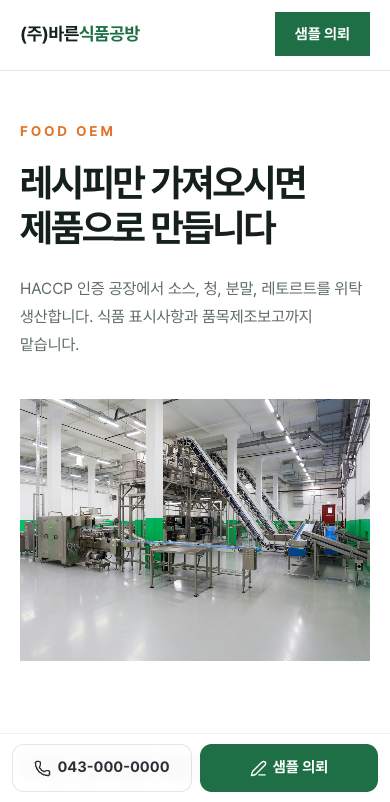 (주)바른식품공방
샘플 의뢰
FOOD OEM
레시피만 가져오시면
제품으로 만듭니다
HACCP 인증 공장에서 소스, 청, 분말, 레토르트를 위탁
생산합니다. 식품 표시사항과 품목제조보고까지
맡습니다.
043-000-0000
샘플 의뢰